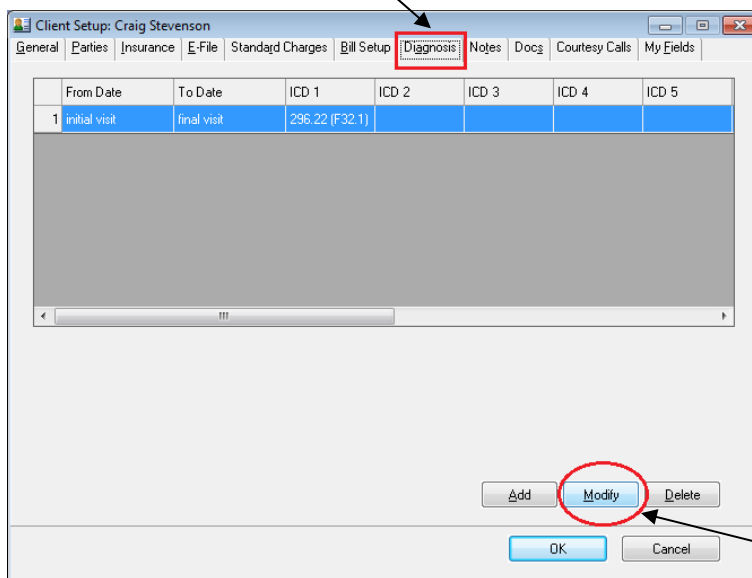 Client Setup: Craig Stevenson
General Parties Insurance E-File Standard Charges Bill Setup Diagnosis Notes Docs Courtesy Calls My Fields
From Date To Date ICD 1 ICD 2 ICD 3 ICD 4 ICD 5
1 initial visit final visit 296.22 (F32.1)
Add Modify Delete
OK Cancel